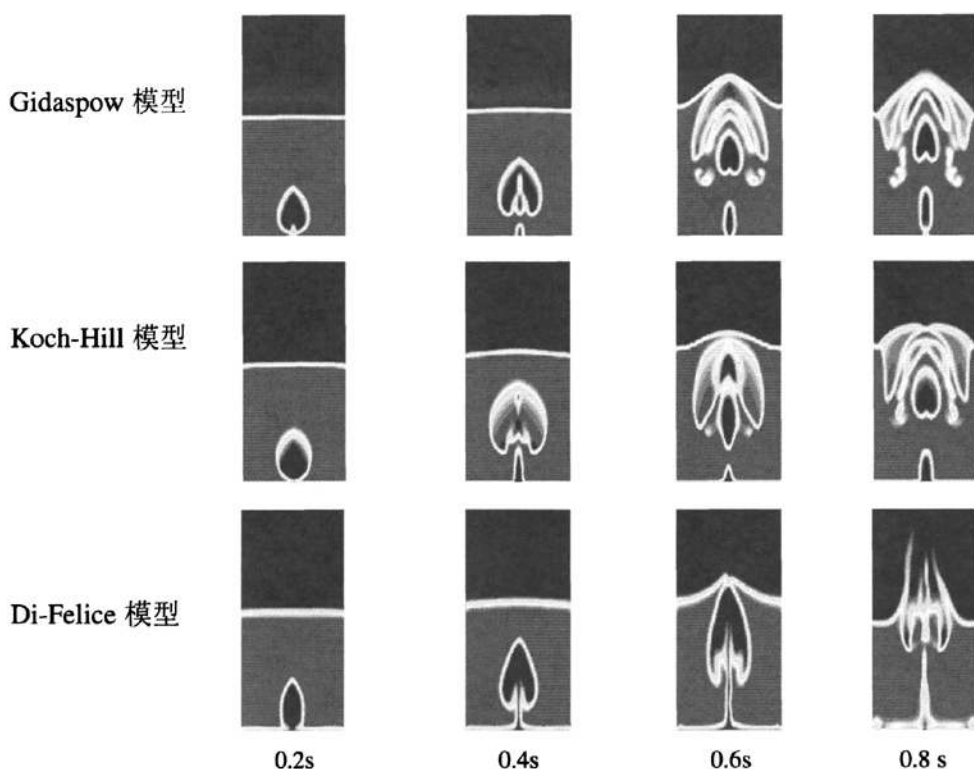 Gidaspow 模型
Koch-Hill 模型
Di-Felice 模型
0.2s 0.4s 0.6s 0.8 s